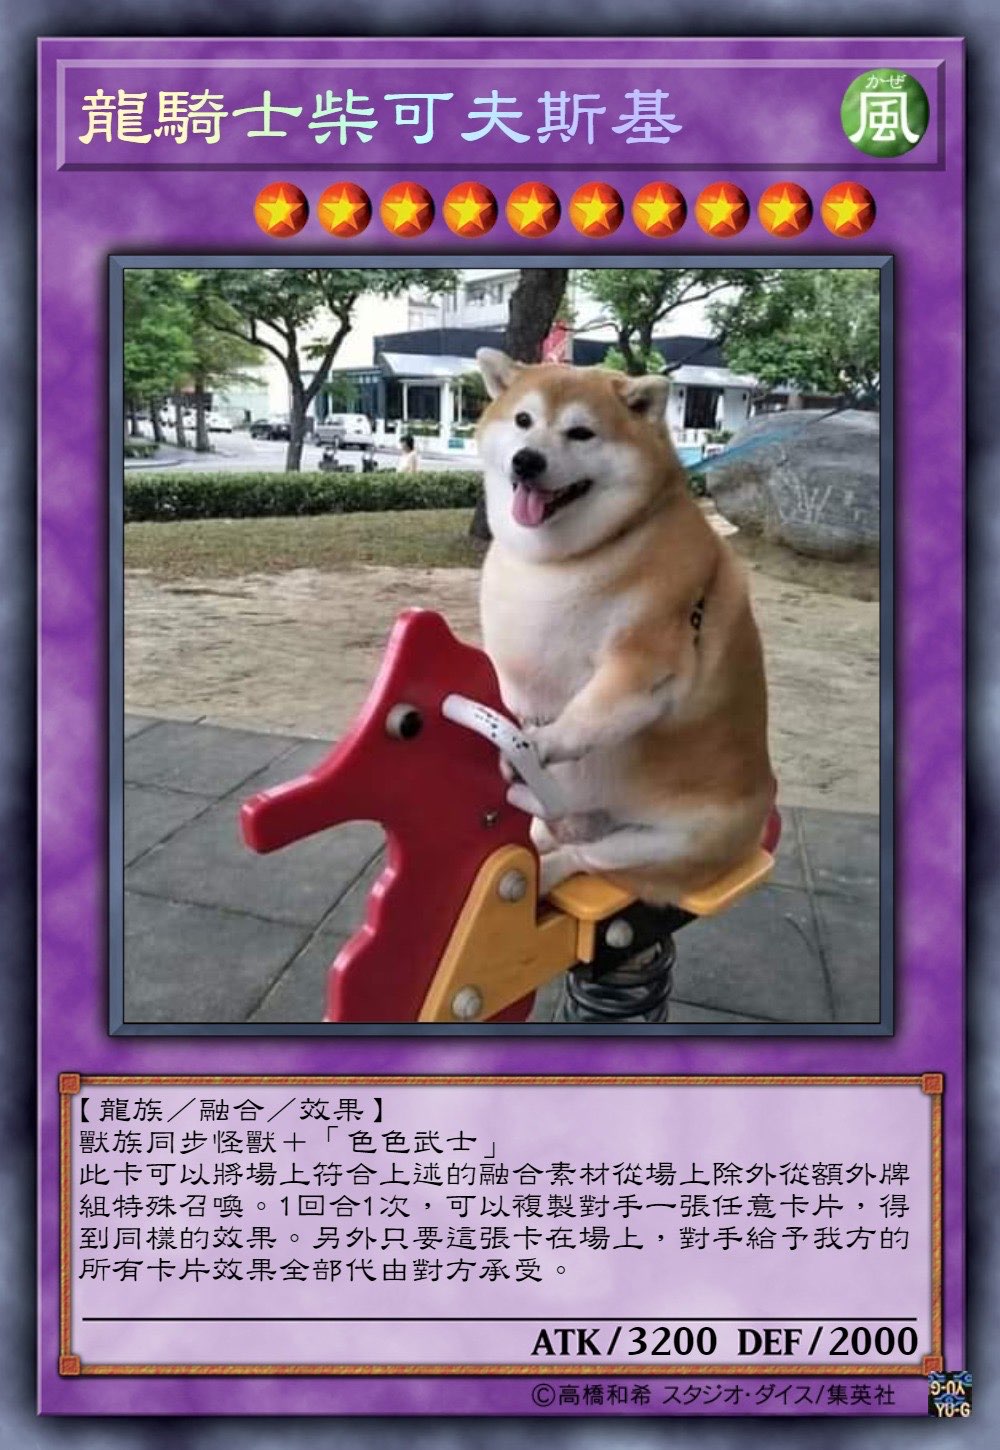 龍騎士柴可夫斯基
かぜ
風
【龍族／融合／效果】
獸族同步怪獸＋「色色武士」
此卡可以將場上符合上述的融合素材從場上除外從額外牌
組特殊召喚。1回合1次，可以複製對手一張任意卡片，得
到同樣的效果。另外只要這張卡在場上，對手給予我方的
所有卡片效果全部代由對方承受。
ATK/3200 DEF/2000
©高橋和希 スタジオ・ダイス/集英社